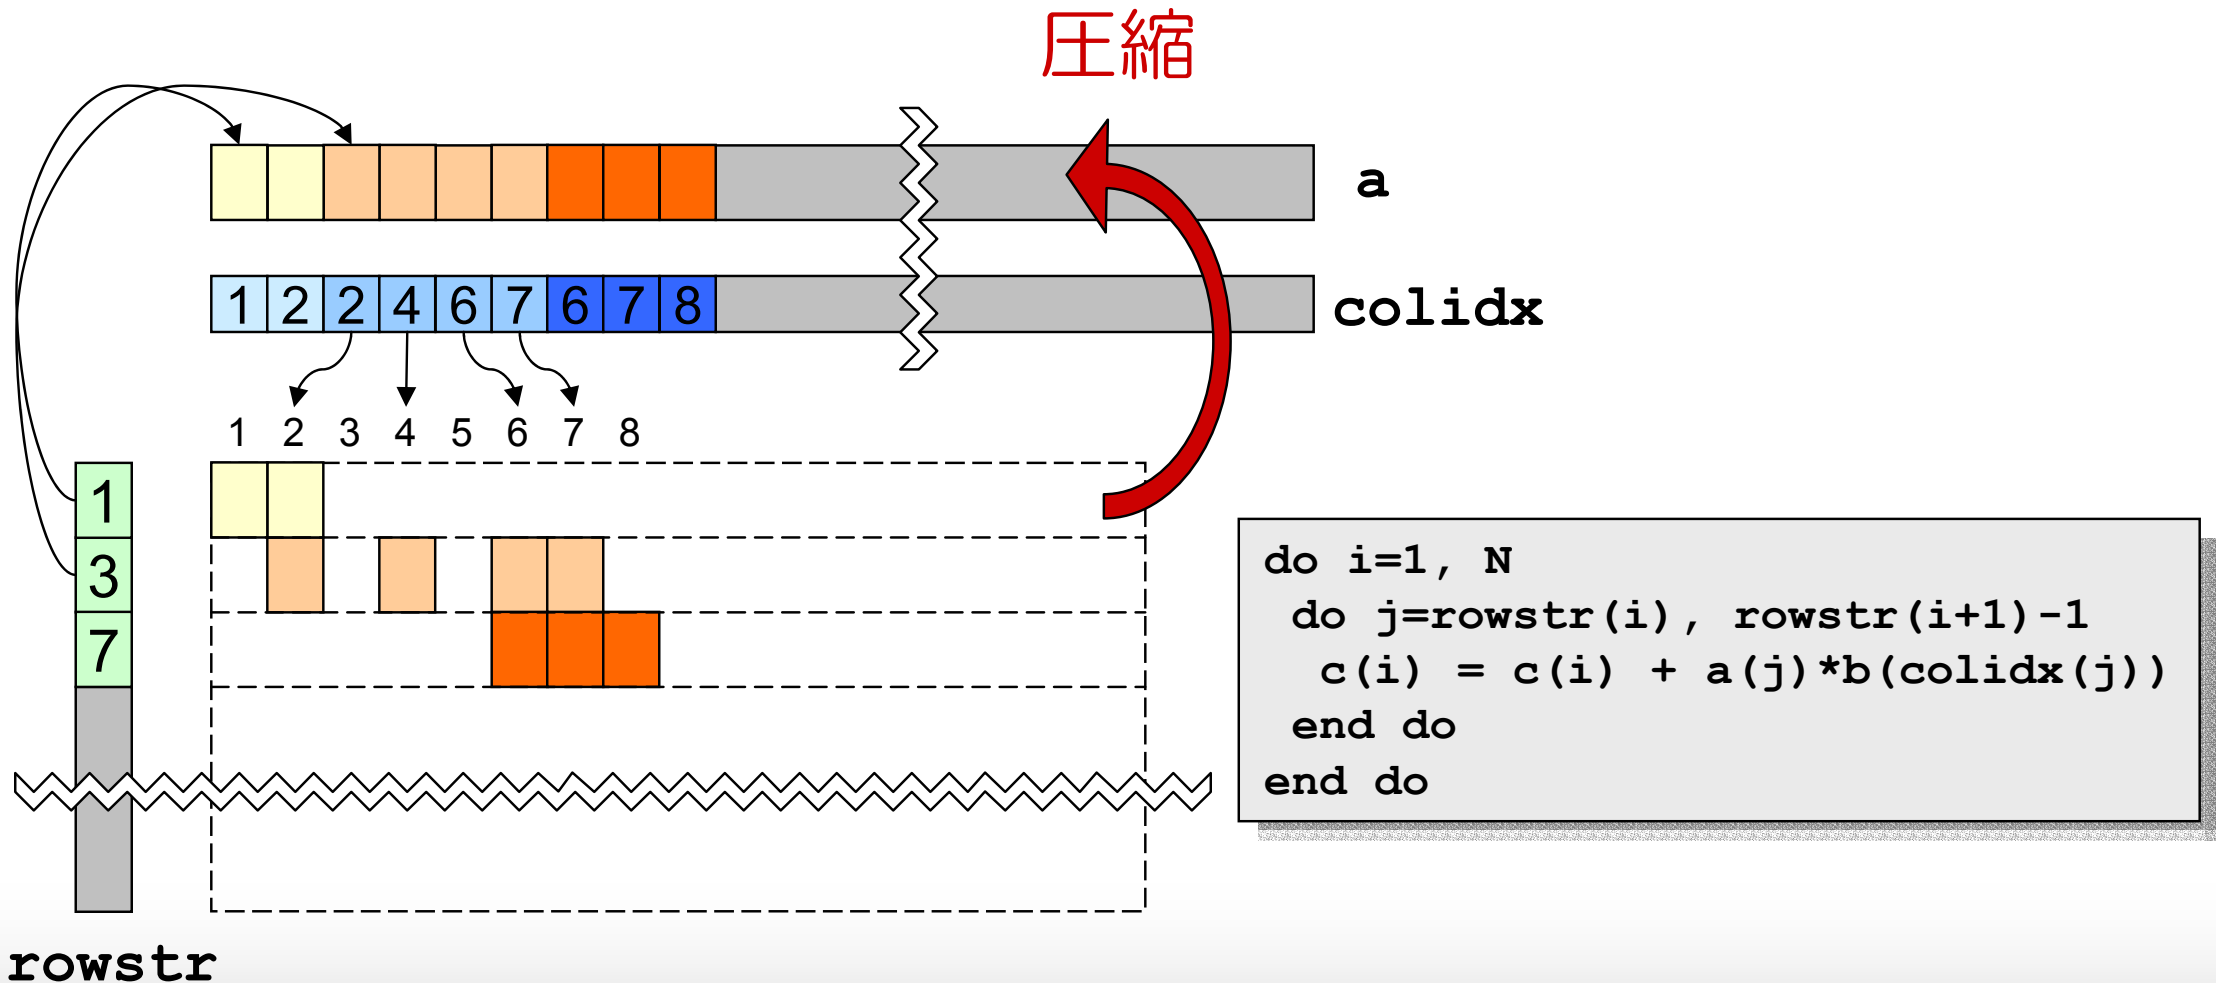 圧縮
a
1 2 2 4 6 7 6 7 8
colidx
1 2 3 4 5 6 7 8
1
3
7
rowstr
do i=1, N
do j=rowstr(i), rowstr(i+1)-1
c(i) = c(i) + a(j)*b(colidx(j))
end do
end do